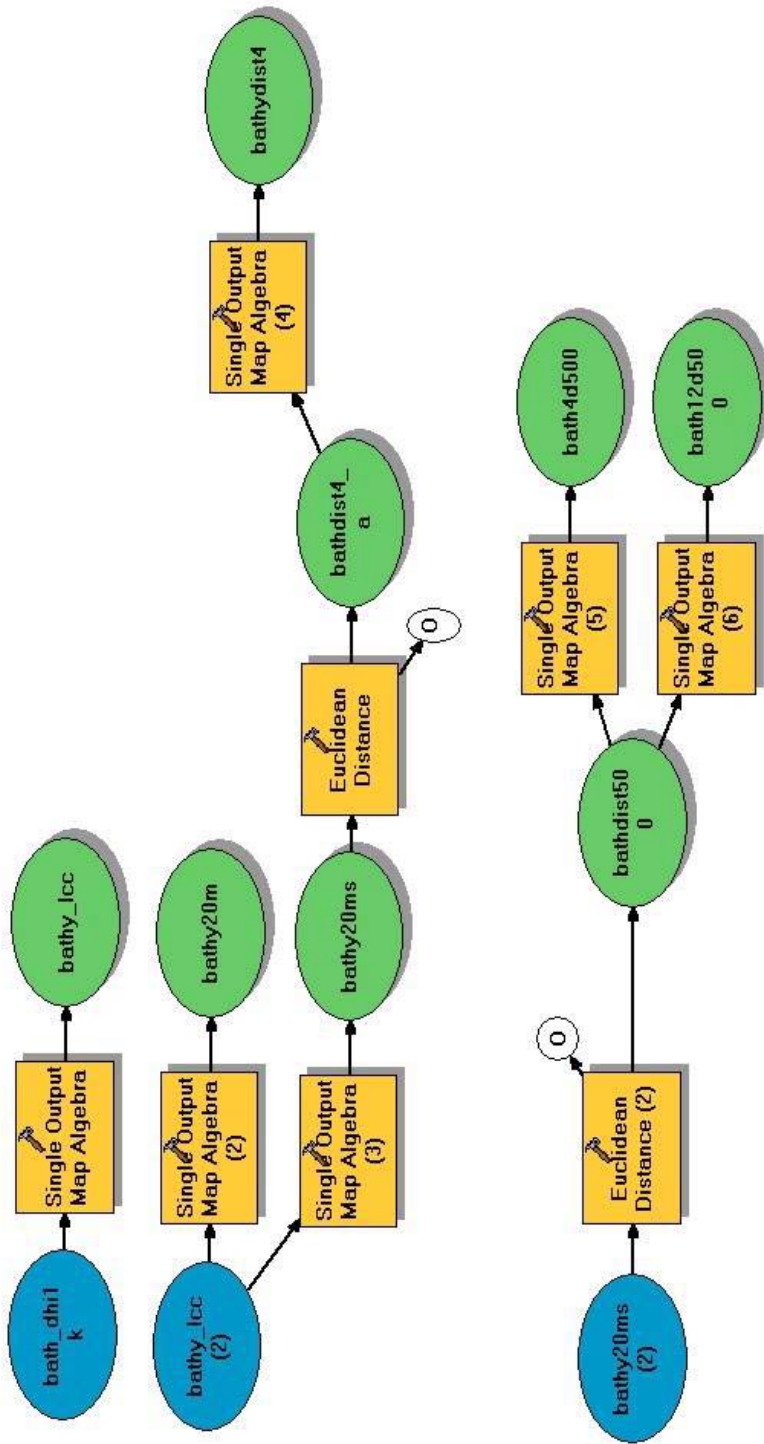 bath_dhi1
k
Single Output
Map Algebra
bathy_lcc
bathy_lcc
(2)
Single Output
Map Algebra
(2)
bathy20m
Single Output
Map Algebra
(3)
bathy20ms
Euclidean
Distance
O
bathdist4_
a
Single Output
Map Algebra
(4)
bathydist4
bathy20ms
(2)
Euclidean
Distance (2)
O
bathdist50
0
Single Output
Map Algebra
(5)
bath4d500
Single Output
Map Algebra
(6)
bath12d50
0